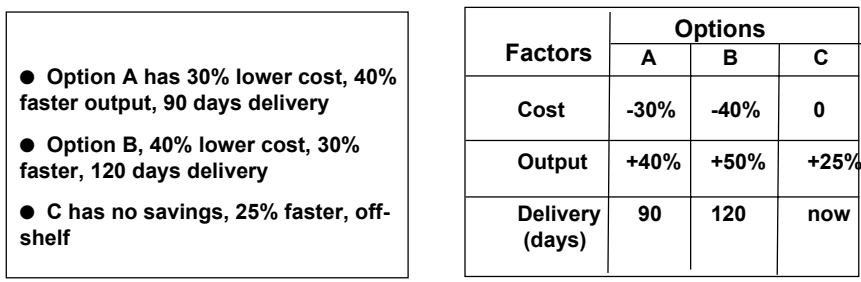 ● Option A has 30% lower cost, 40%
faster output, 90 days delivery
● Option B, 40% lower cost, 30%
faster, 120 days delivery
● C has no savings, 25% faster, off-
shelf
Options
Factors A B C
Cost -30% -40% 0
Output +40% +50% +25%
Delivery 90 120 now
(days)